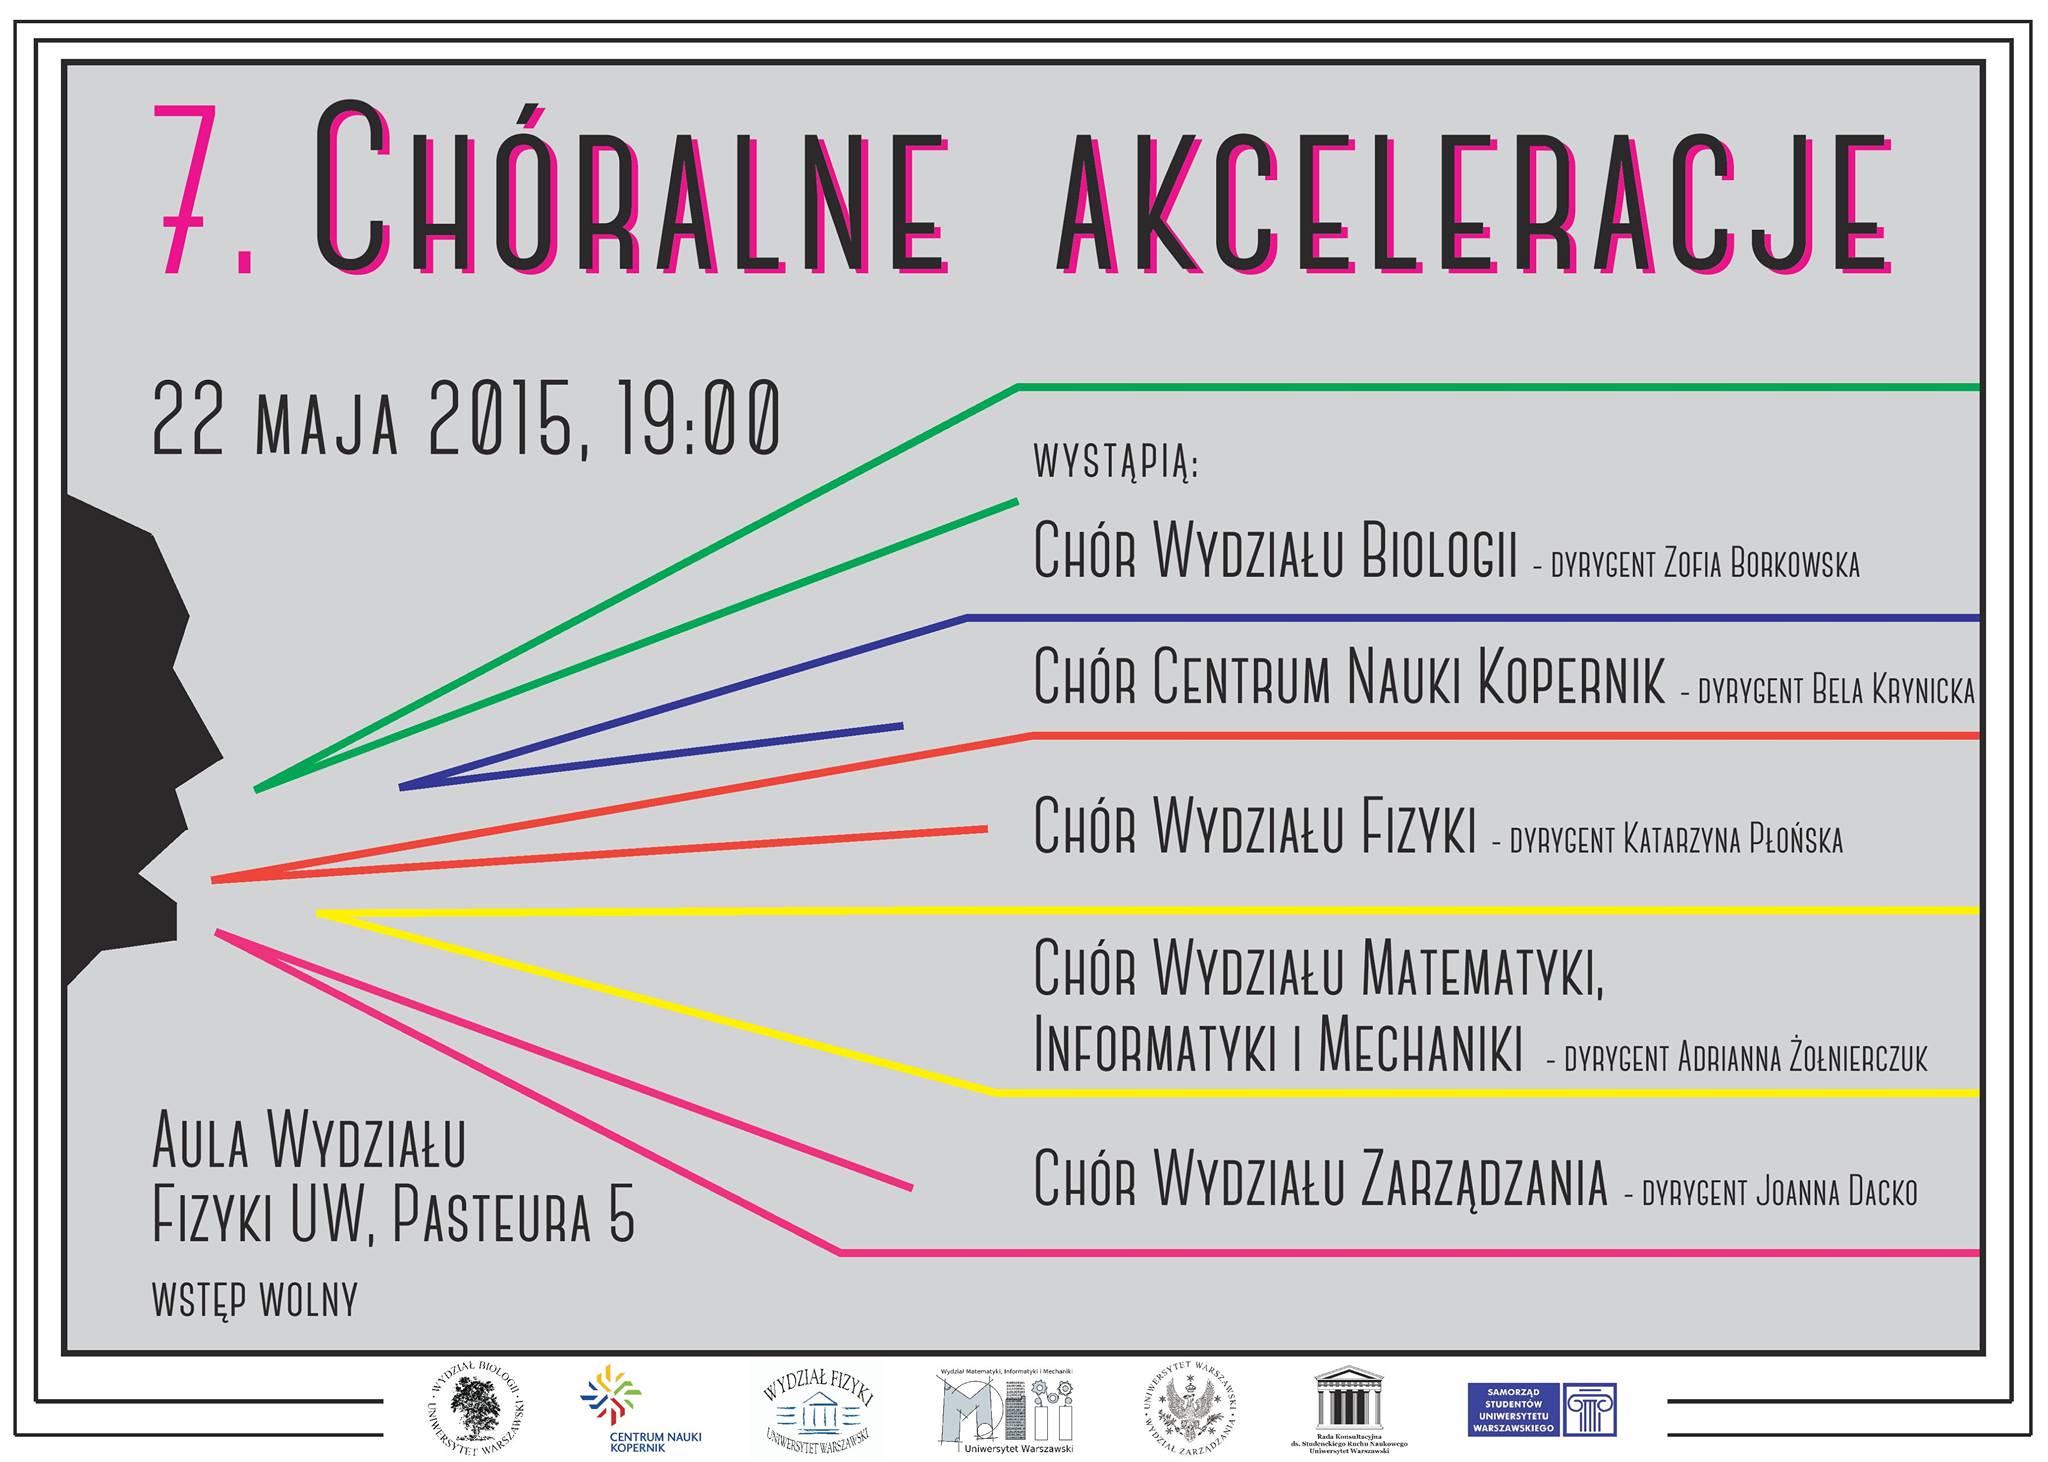 7. Chóralne akceleracje
22 maja 2015, 19:00
wystąpią:
Chór Wydziału Biologii - dyrygent Zofia Borkowska
Chór Centrum Nauki Kopernik - dyrygent Bela Krynicka
Chór Wydziału Fizyki - dyrygent Katarzyna Płońska
Chór Wydziału Matematyki,
Informatyki i Mechaniki - dyrygent Adrianna Żołnierczuk
Chór Wydziału Zarządzania - dyrygent Joanna Dacko
Aula Wydziału
Fizyki UW, Pasteura 5
wstęp wolny
WYDZIAŁ BIOLOGII
UNIWERSYTET WARSZAWSKI
CENTRUM NAUKI
KOPERNIK
WYDZIAŁ FIZYKI
UNIWERSYTET WARSZAWSKI
Wydział Matematyki, Informatyki i Mechaniki
MIM
Uniwersytet Warszawski
UNIWERSYTET WARSZAWSKI
WYDZIAŁ ZARZĄDZANIA
Rada Konsultacyjna
ds. Studenckiego Ruchu Naukowego
Uniwersytet Warszawski
SAMORZĄD
STUDENTÓW
UNIWERSYTETU
WARSZAWSKIEGO